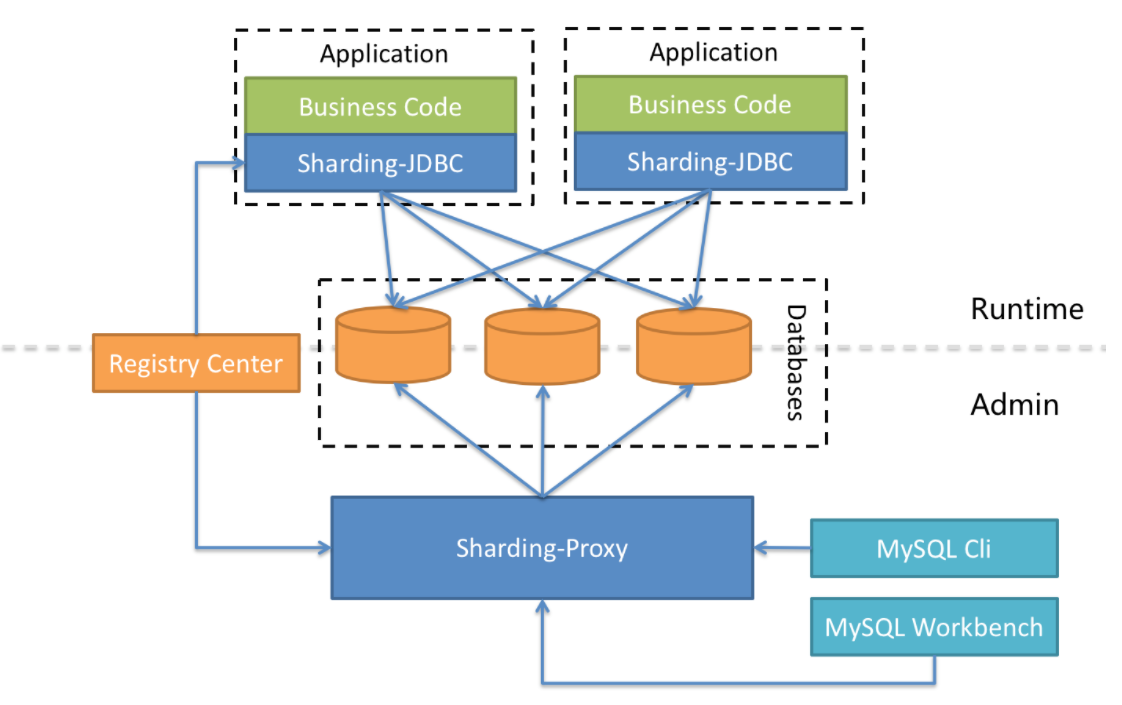 Application
Business Code
Sharding-JDBC
Application
Business Code
Sharding-JDBC
Databases
Runtime
Registry Center
Admin
Sharding-Proxy
MySQL Cli
MySQL Workbench